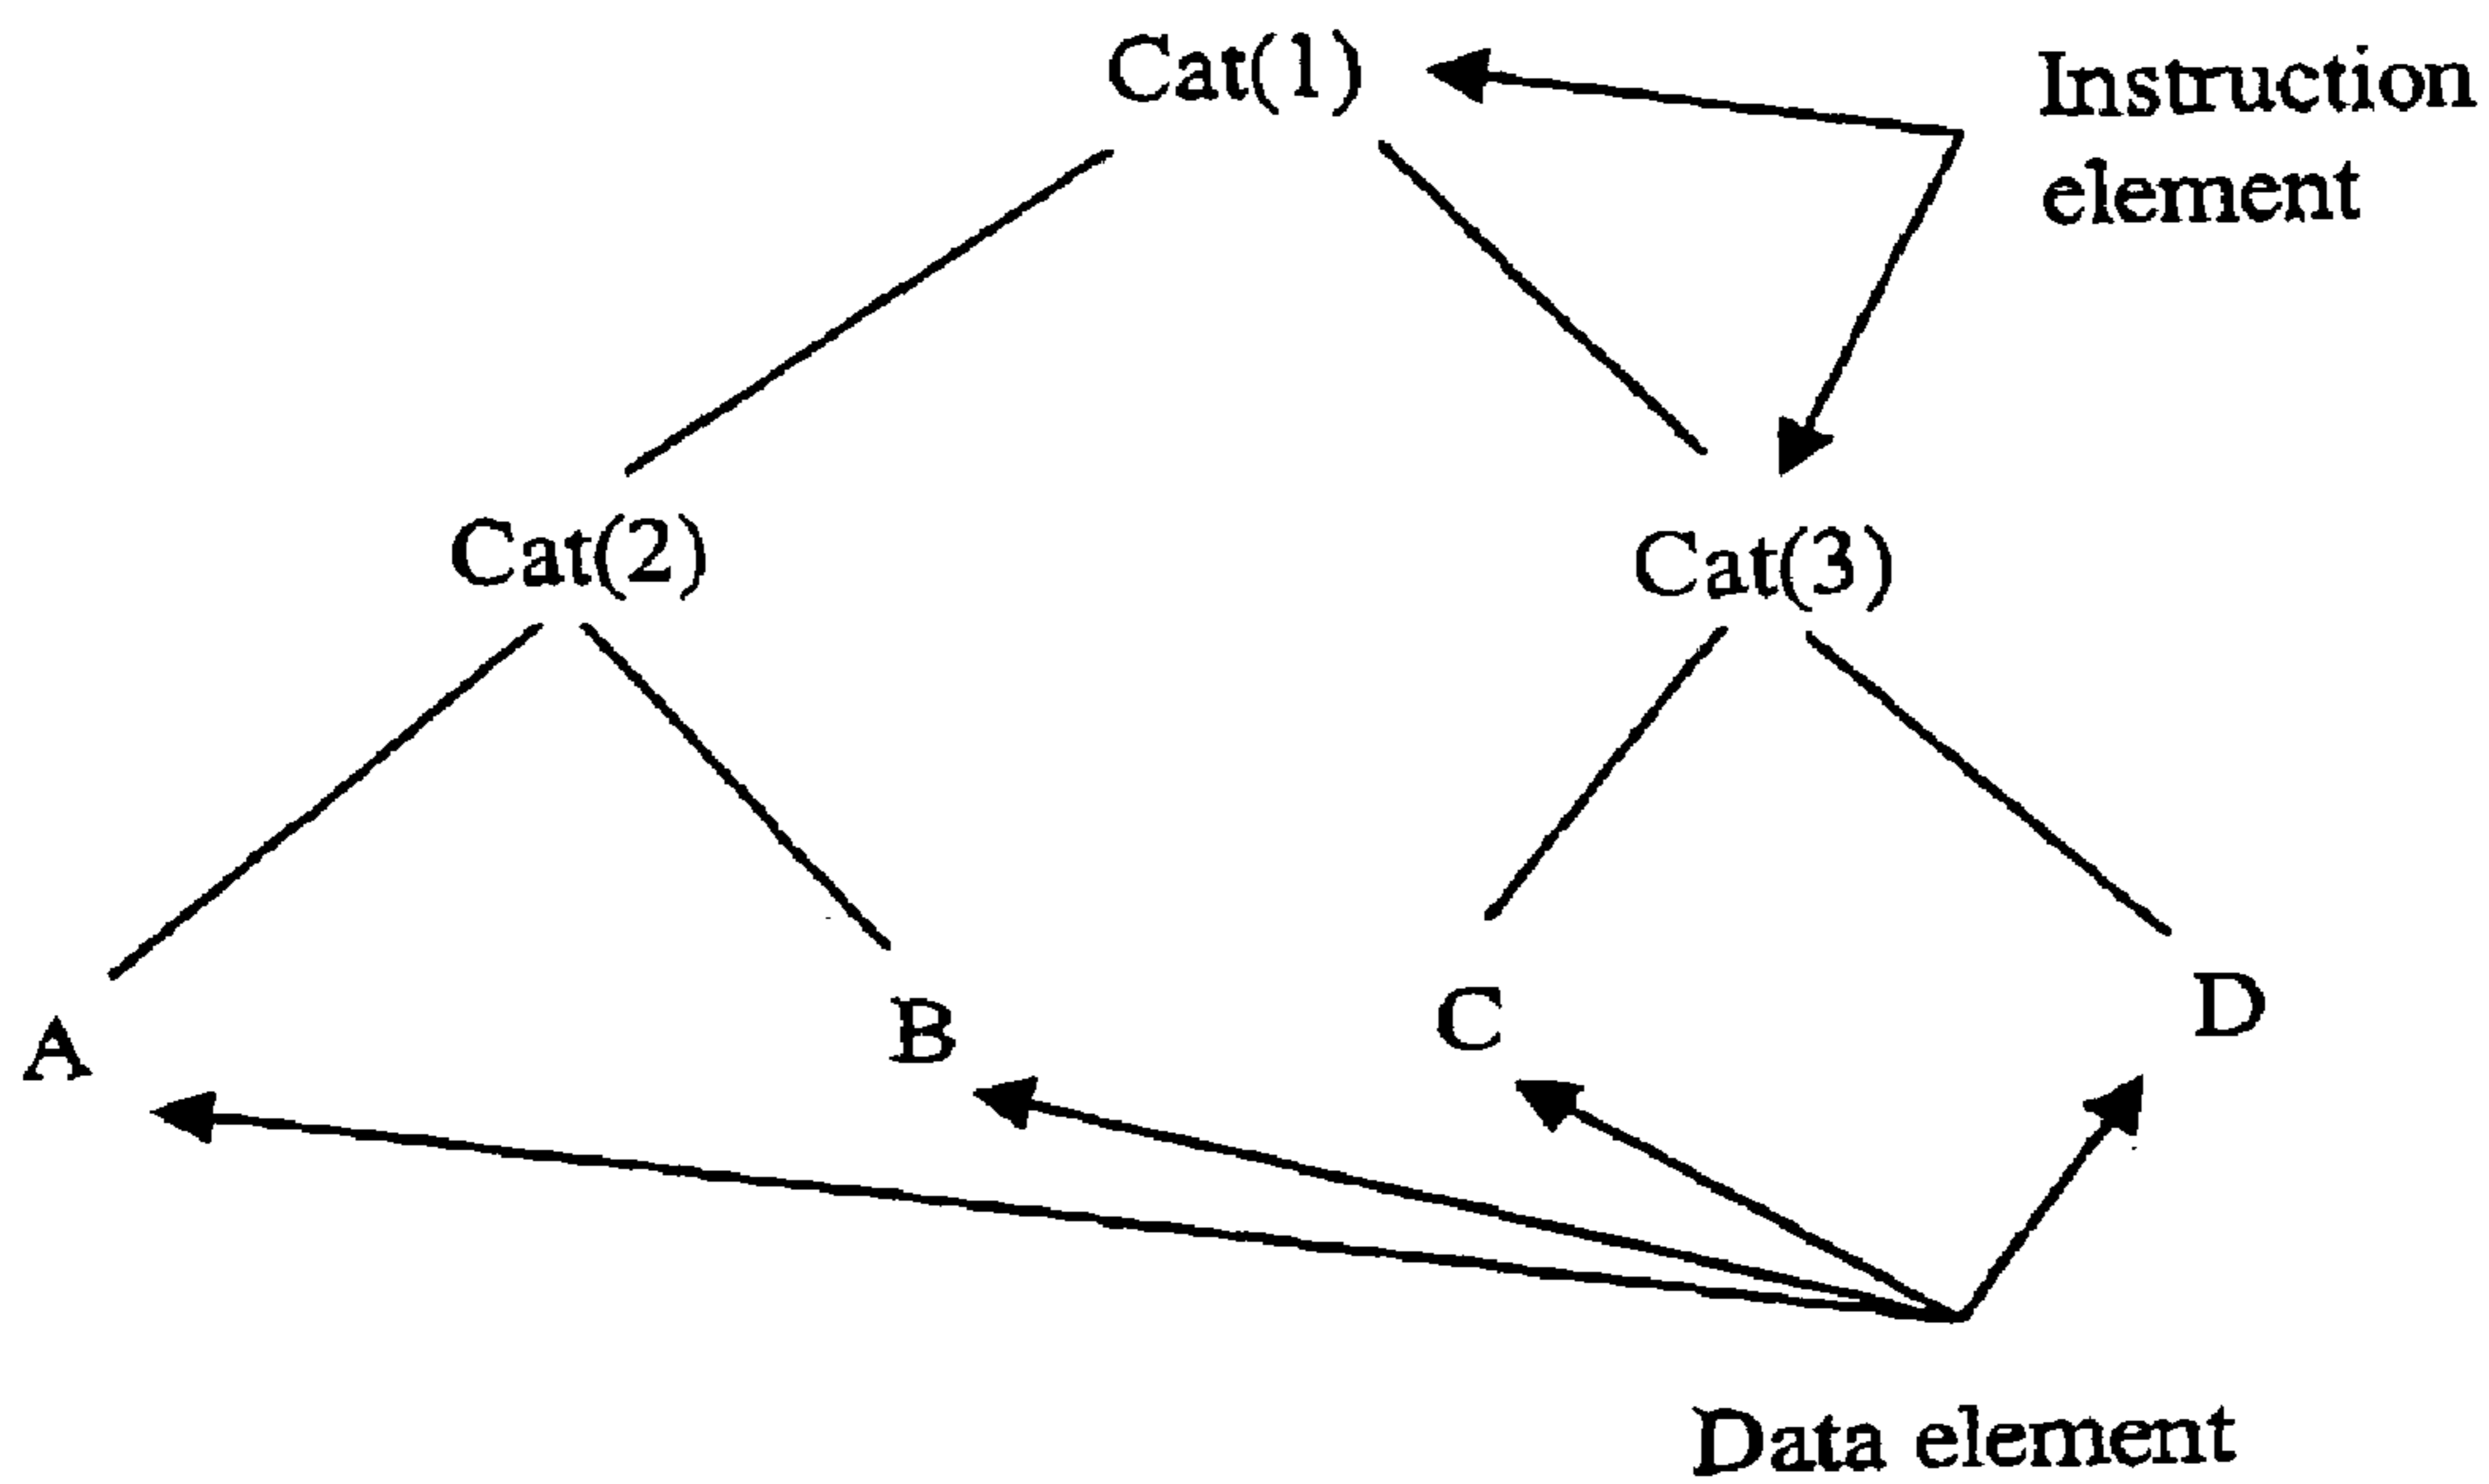 Cat(1)
Instruction
element
Cat(2)
Cat(3)
A
B
C
D
Data element